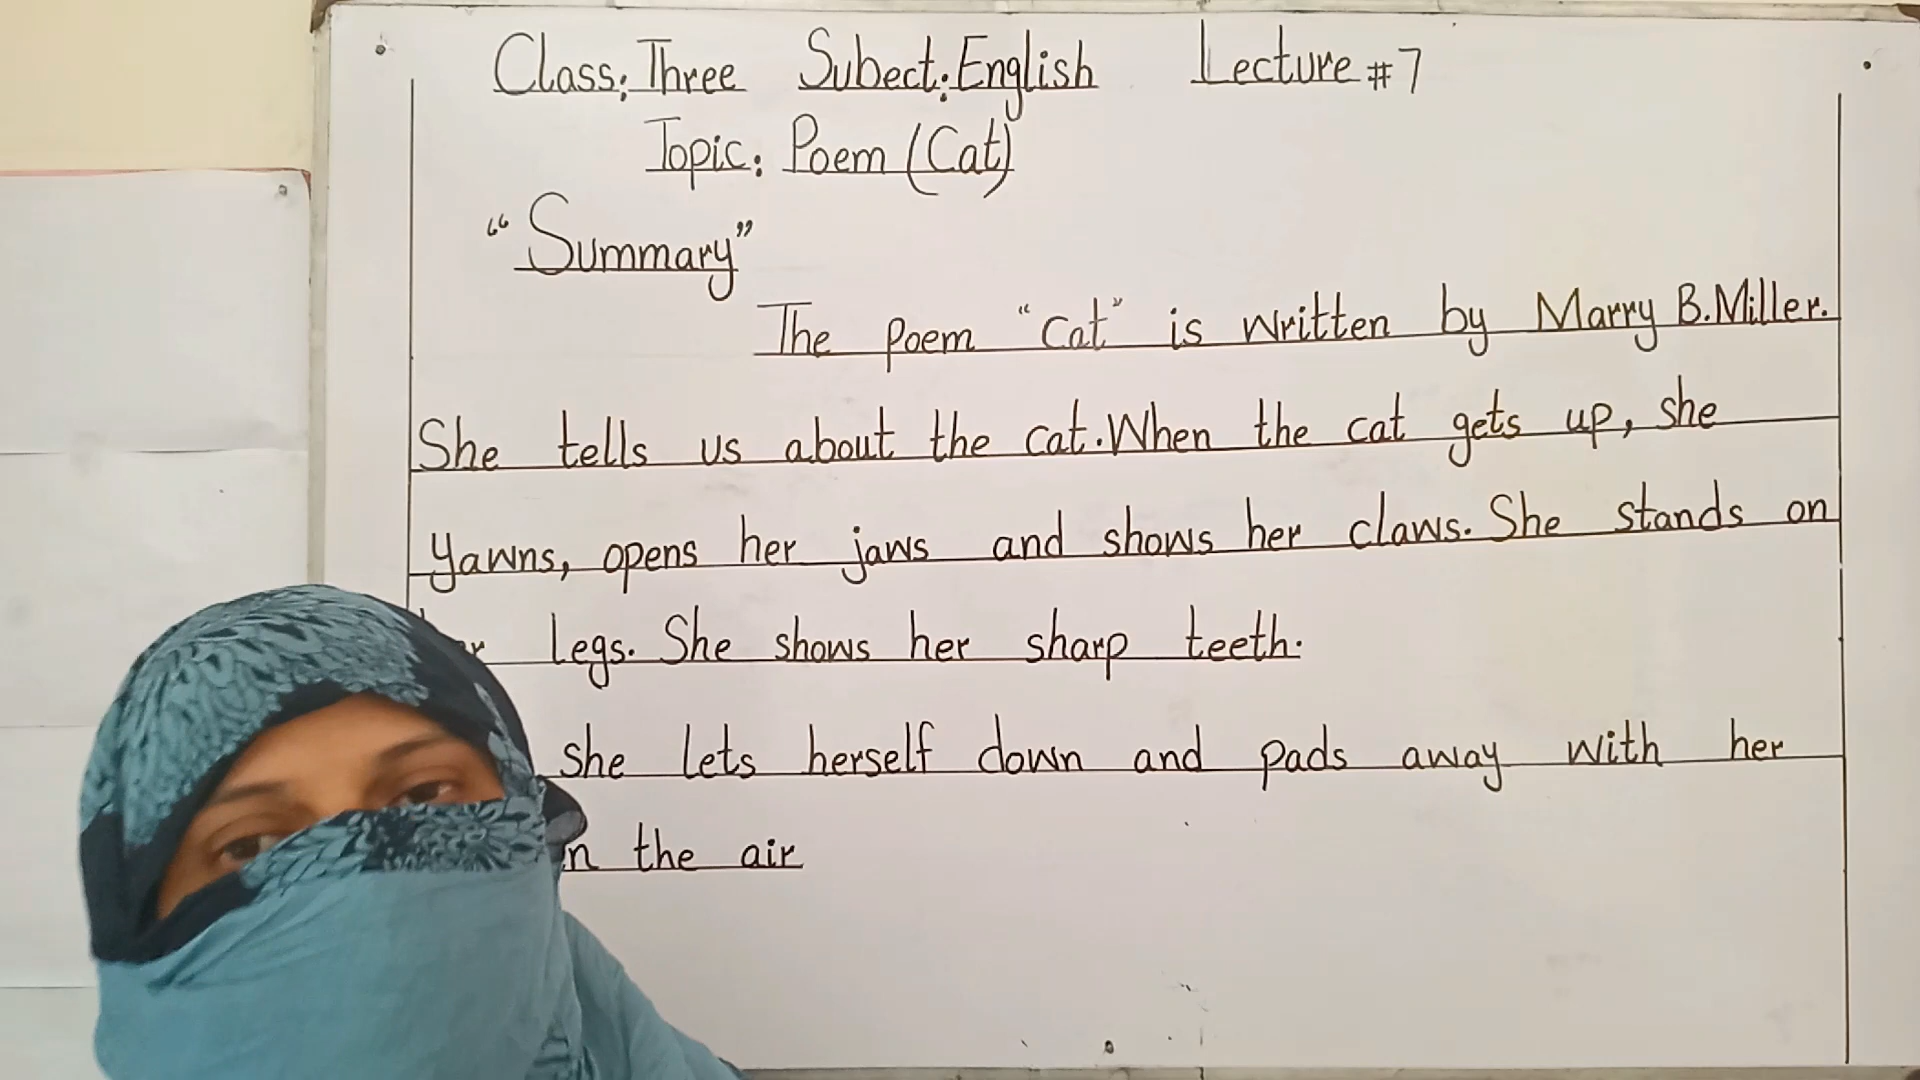 Class: Three Subect: English Lecture # 7
Topic: Poem (Cat)
“Summary”
The Poem “Cat” is written by Marry B. Miller.
She tells us about the cat. When the cat gets up, she
yawns, opens her jaws and shows her claws. She stands on
legs. She shows her sharp teeth.
she lets herself down and pads away with her
the air